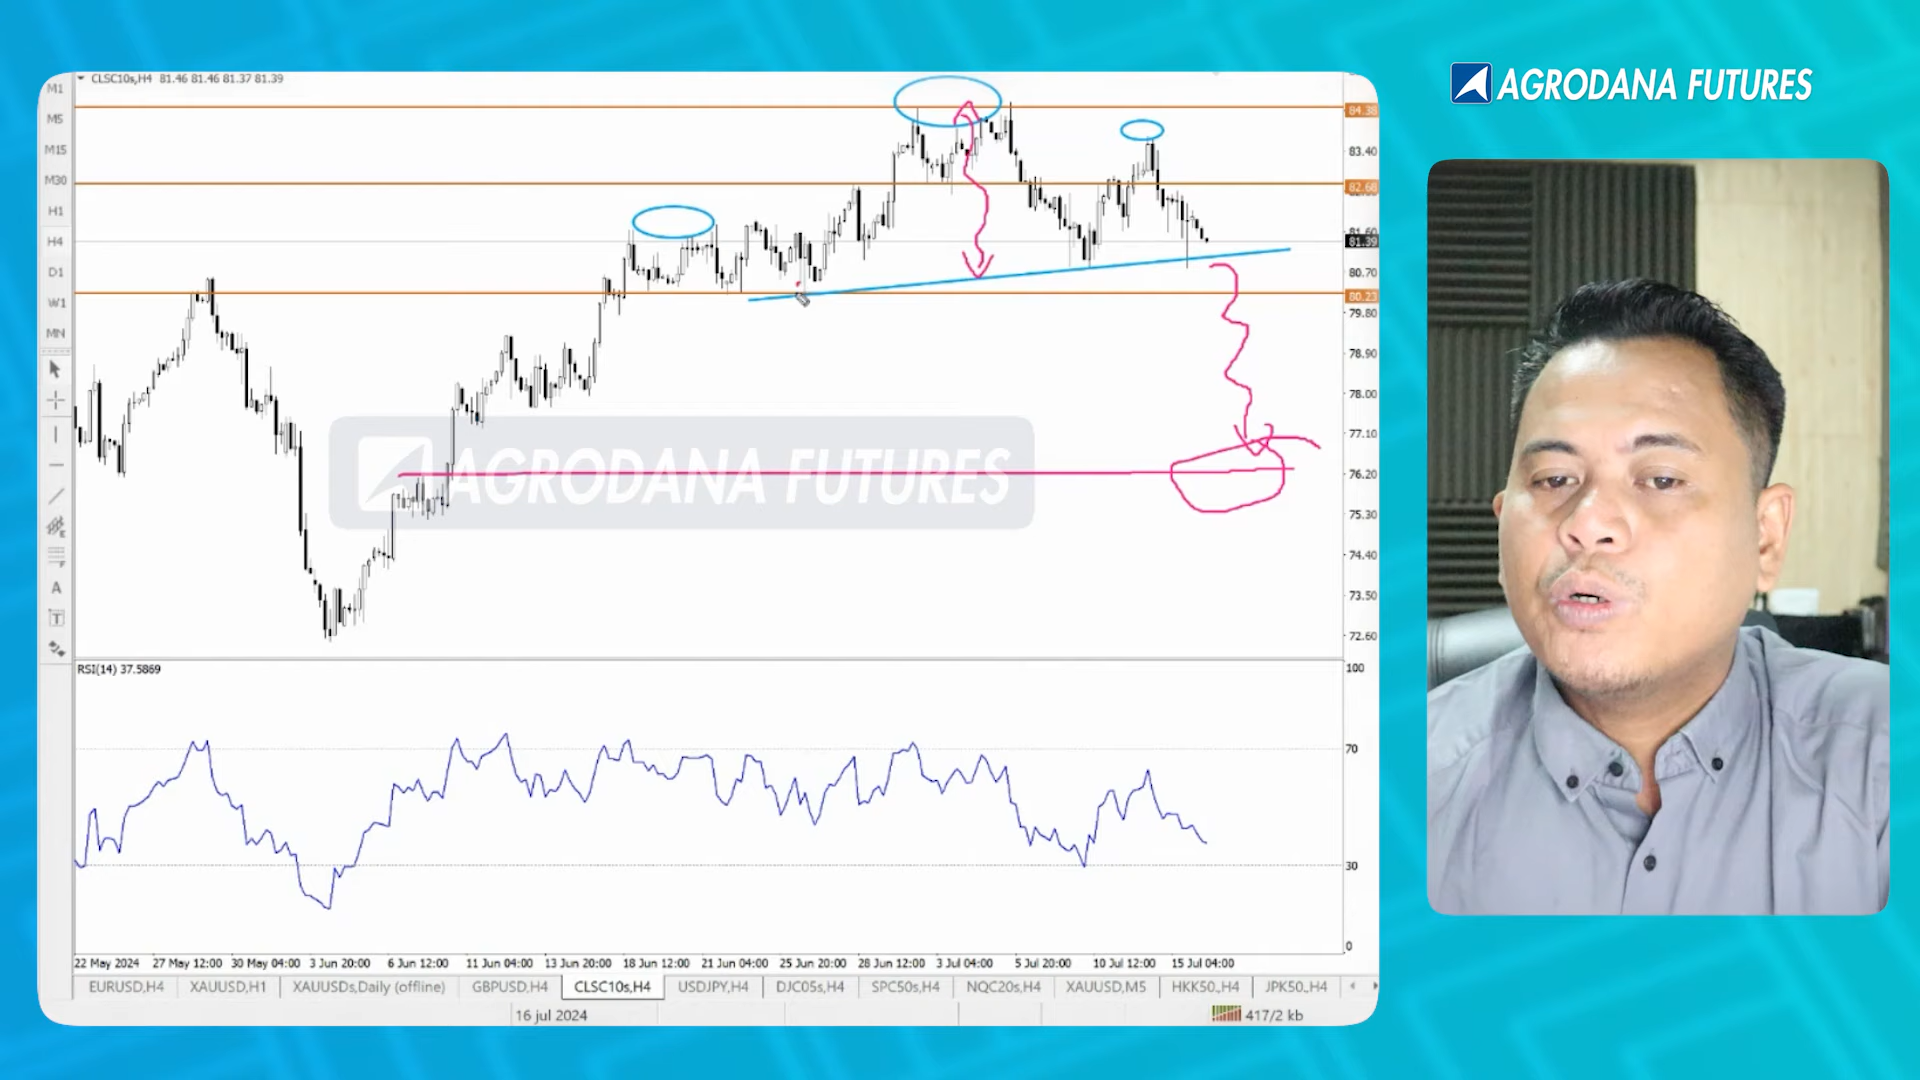 AGRODANA FUTURES
CLSC10s,H4 81.46 81.46 81.37 81.39
M1
M5
M15
M30
H1
H4
D1
W1
MN
A
T
84.38
83.40
82.68
81.60
81.39
80.70
80.23
79.80
78.90
78.00
77.10
76.20
75.30
74.40
73.50
72.60
AGRODANA FUTURES
RSI(14) 37.5869
100
70
30
0
22 May 2024 27 May 12:00 30 May 04:00 3 Jun 20:00 6 Jun 12:00 11 Jun 04:00 13 Jun 20:00 18 Jun 12:00 21 Jun 04:00 25 Jun 20:00 28 Jun 12:00 3 Jul 04:00 5 Jul 20:00 10 Jul 12:00 15 Jul 04:00
EURUSD,H4 XAUUSD,H1 XAUUSDs,Daily (offline) GBPUSD,H4 CLSC10s,H4 USDJPY,H4 DJC05s,H4 SPC50s,H4 NQC20s,H4 XAUUSD,M5 HKK50.,H4 JPK50.,H4
16 jul 2024 417/2 kb